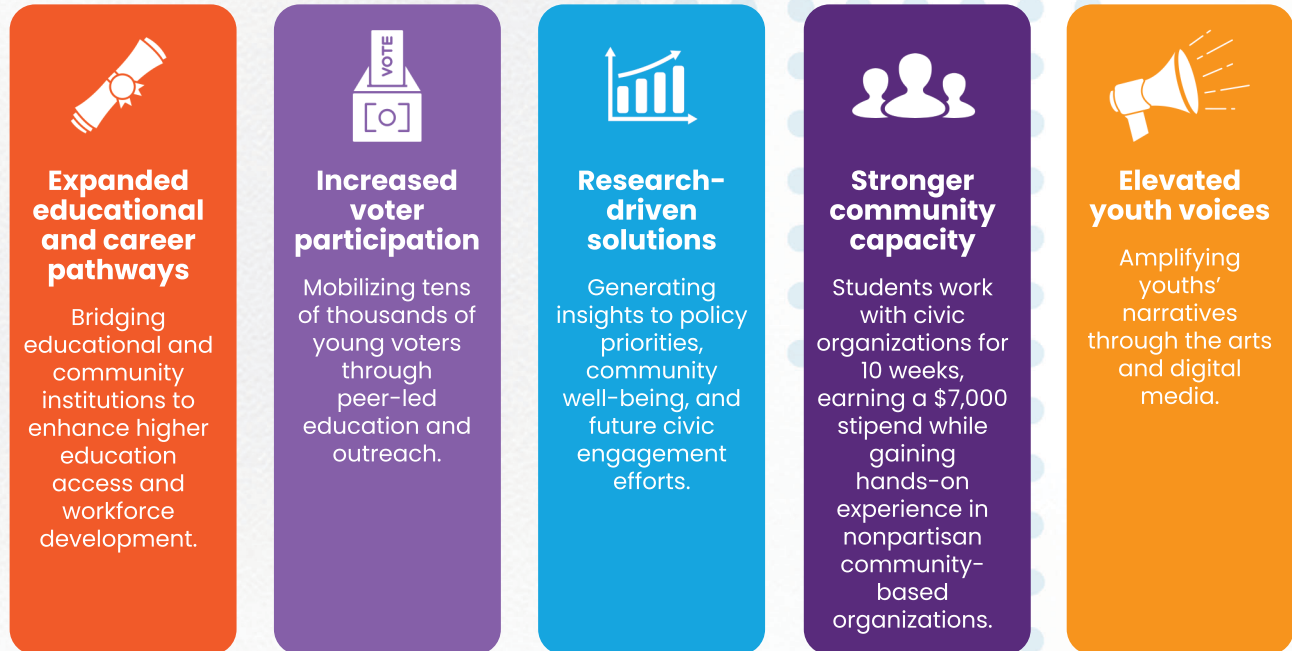 Expanded
educational
and career
pathways
Bridging
educational and
community
institutions to
enhance higher
education
access and
workforce
development.
VOTE
Increased
voter
participation
Mobilizing tens
of thousands of
young voters
through
peer-led
education and
outreach.
Research-
driven
solutions
Generating
insights to policy
priorities,
community
well-being, and
future civic
engagement
efforts.
Stronger
community
capacity
Students work
with civic
organizations for
10 weeks,
earning a $7,000
stipend while
gaining
hands-on
experience in
nonpartisan
community-
based
organizations.
Elevated
youth voices
Amplifying
youths’
narratives
through the arts
and digital
media.